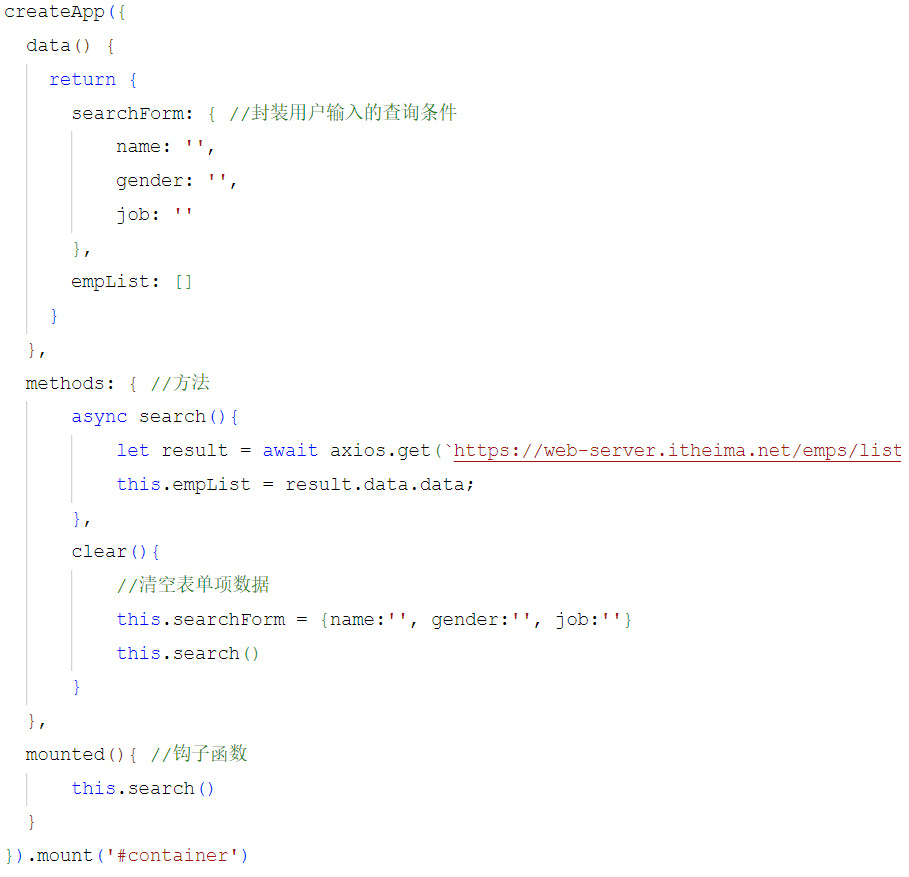 createApp({
  data() {
    return {
      searchForm: { //封装用户输入的查询条件
          name: '',
          gender: '',
          job: ''
      },
      empList: []
    }
  },
  methods: { //方法
      async search(){
          let result = await axios.get(`https://web-server.itheima.net/emps/list
          this.empList = result.data.data;
      },
      clear(){
          //清空表单项数据
          this.searchForm = {name:'', gender:'', job:''}
          this.search()
      }
  },
  mounted(){ //钩子函数
      this.search()
  }
}).mount('#container')